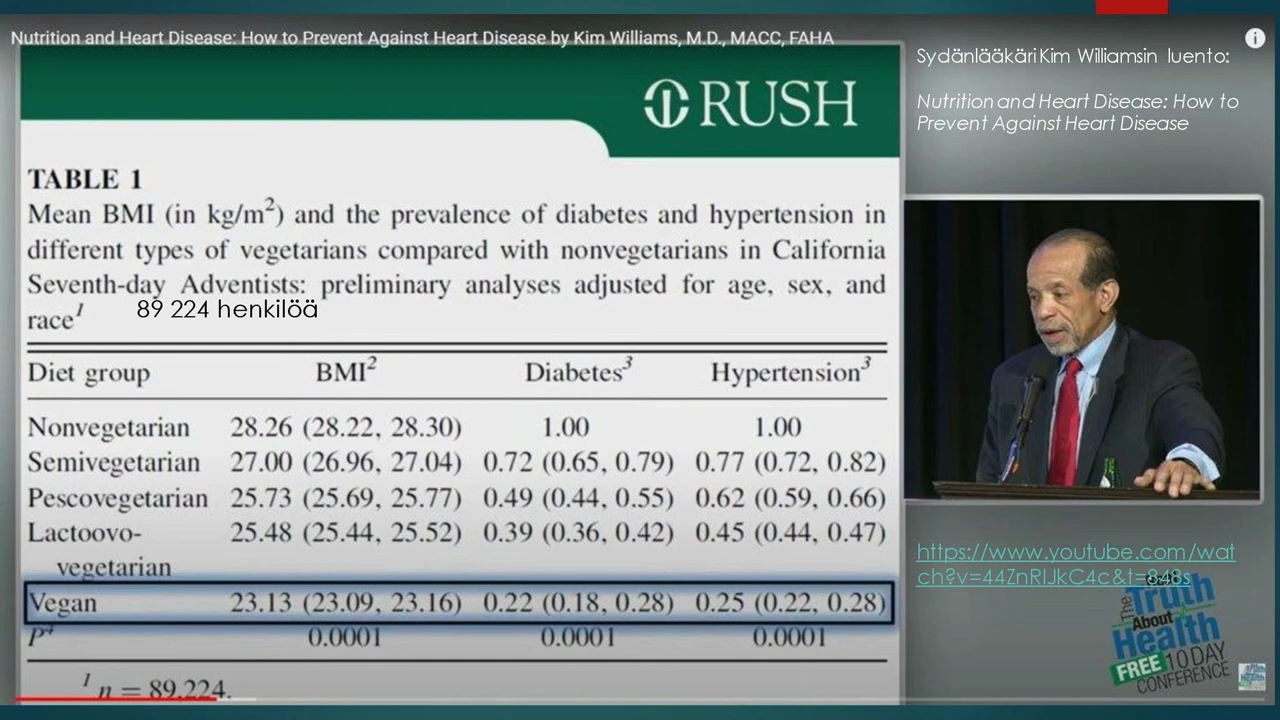 Nutrition and Heart Disease: How to Prevent Against Heart Disease by Kim Williams, M.D., MACC, FAHA
RUSH
TABLE 1
Mean BMI (in kg/m²) and the prevalence of diabetes and hypertension in
different types of vegetarians compared with nonvegetarians in California
Seventh-day Adventists: preliminary analyses adjusted for age, sex, and
race¹ 89 224 henkilöä
Diet group BMI² Diabetes³ Hypertension³
Nonvegetarian 28.26 (28.22, 28.30) 1.00 1.00
Semivegetarian 27.00 (26.96, 27.04) 0.72 (0.65, 0.79) 0.77 (0.72, 0.82)
Pescovegetarian 25.73 (25.69, 25.77) 0.49 (0.44, 0.55) 0.62 (0.59, 0.66)
Lactoovo- 25.48 (25.44, 25.52) 0.39 (0.36, 0.42) 0.45 (0.44, 0.47)
vegetarian
Vegan 23.13 (23.09, 23.16) 0.22 (0.18, 0.28) 0.25 (0.22, 0.28)
P⁴ 0.0001 0.0001 0.0001
¹ n = 89,224.
Sydänlääkäri Kim Williamsin luento:
Nutrition and Heart Disease: How to
Prevent Against Heart Disease
https://www.youtube.com/wat
ch?v=44ZnRIJkC4c&t=848s
The
Truth
About
Health
FREE 10 DAY
CONFERENCE